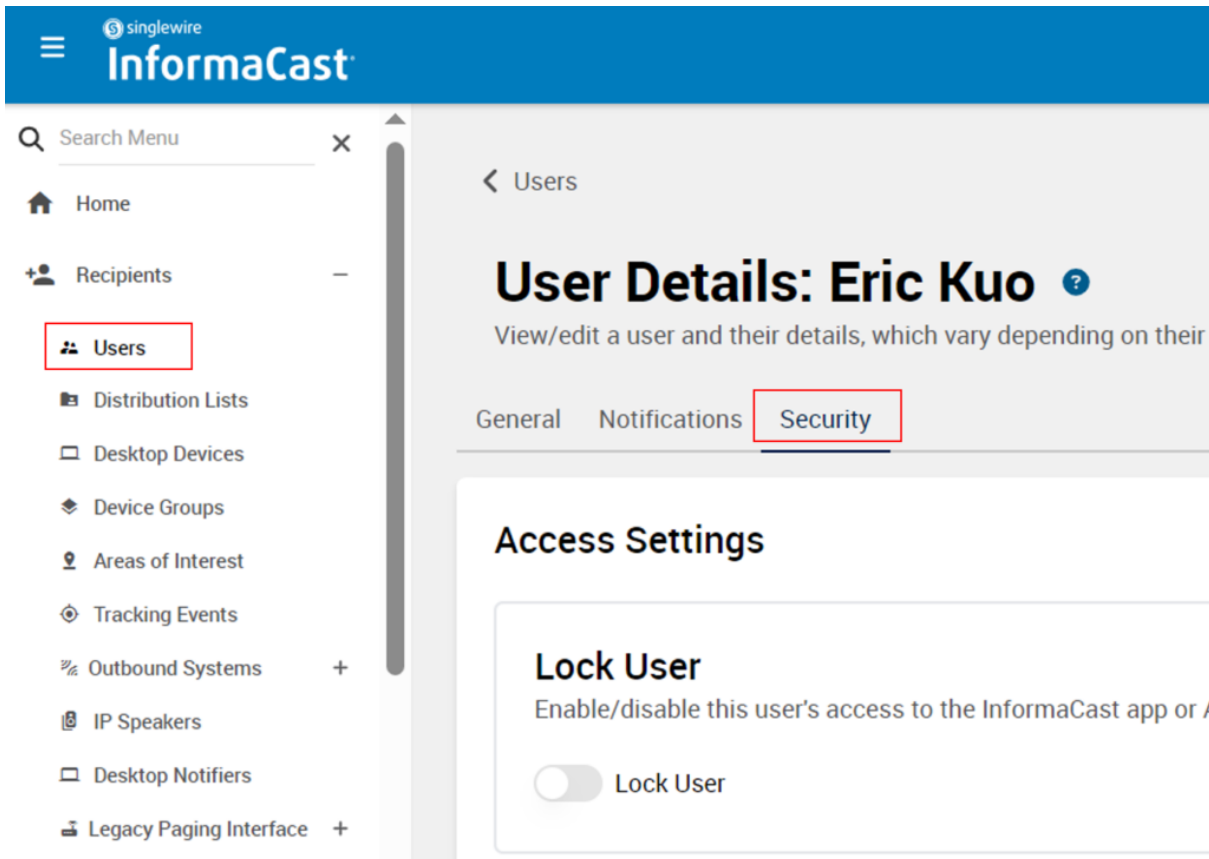 singlewire
InformaCast
Search Menu
Home
Recipients
Users
Distribution Lists
Desktop Devices
Device Groups
Areas of Interest
Tracking Events
Outbound Systems
IP Speakers
Desktop Notifiers
Legacy Paging Interface
Users
User Details: Eric Kuo
View/edit a user and their details, which vary depending on their
General Notifications Security
Access Settings
Lock User
Enable/disable this user's access to the InformaCast app or
Lock User